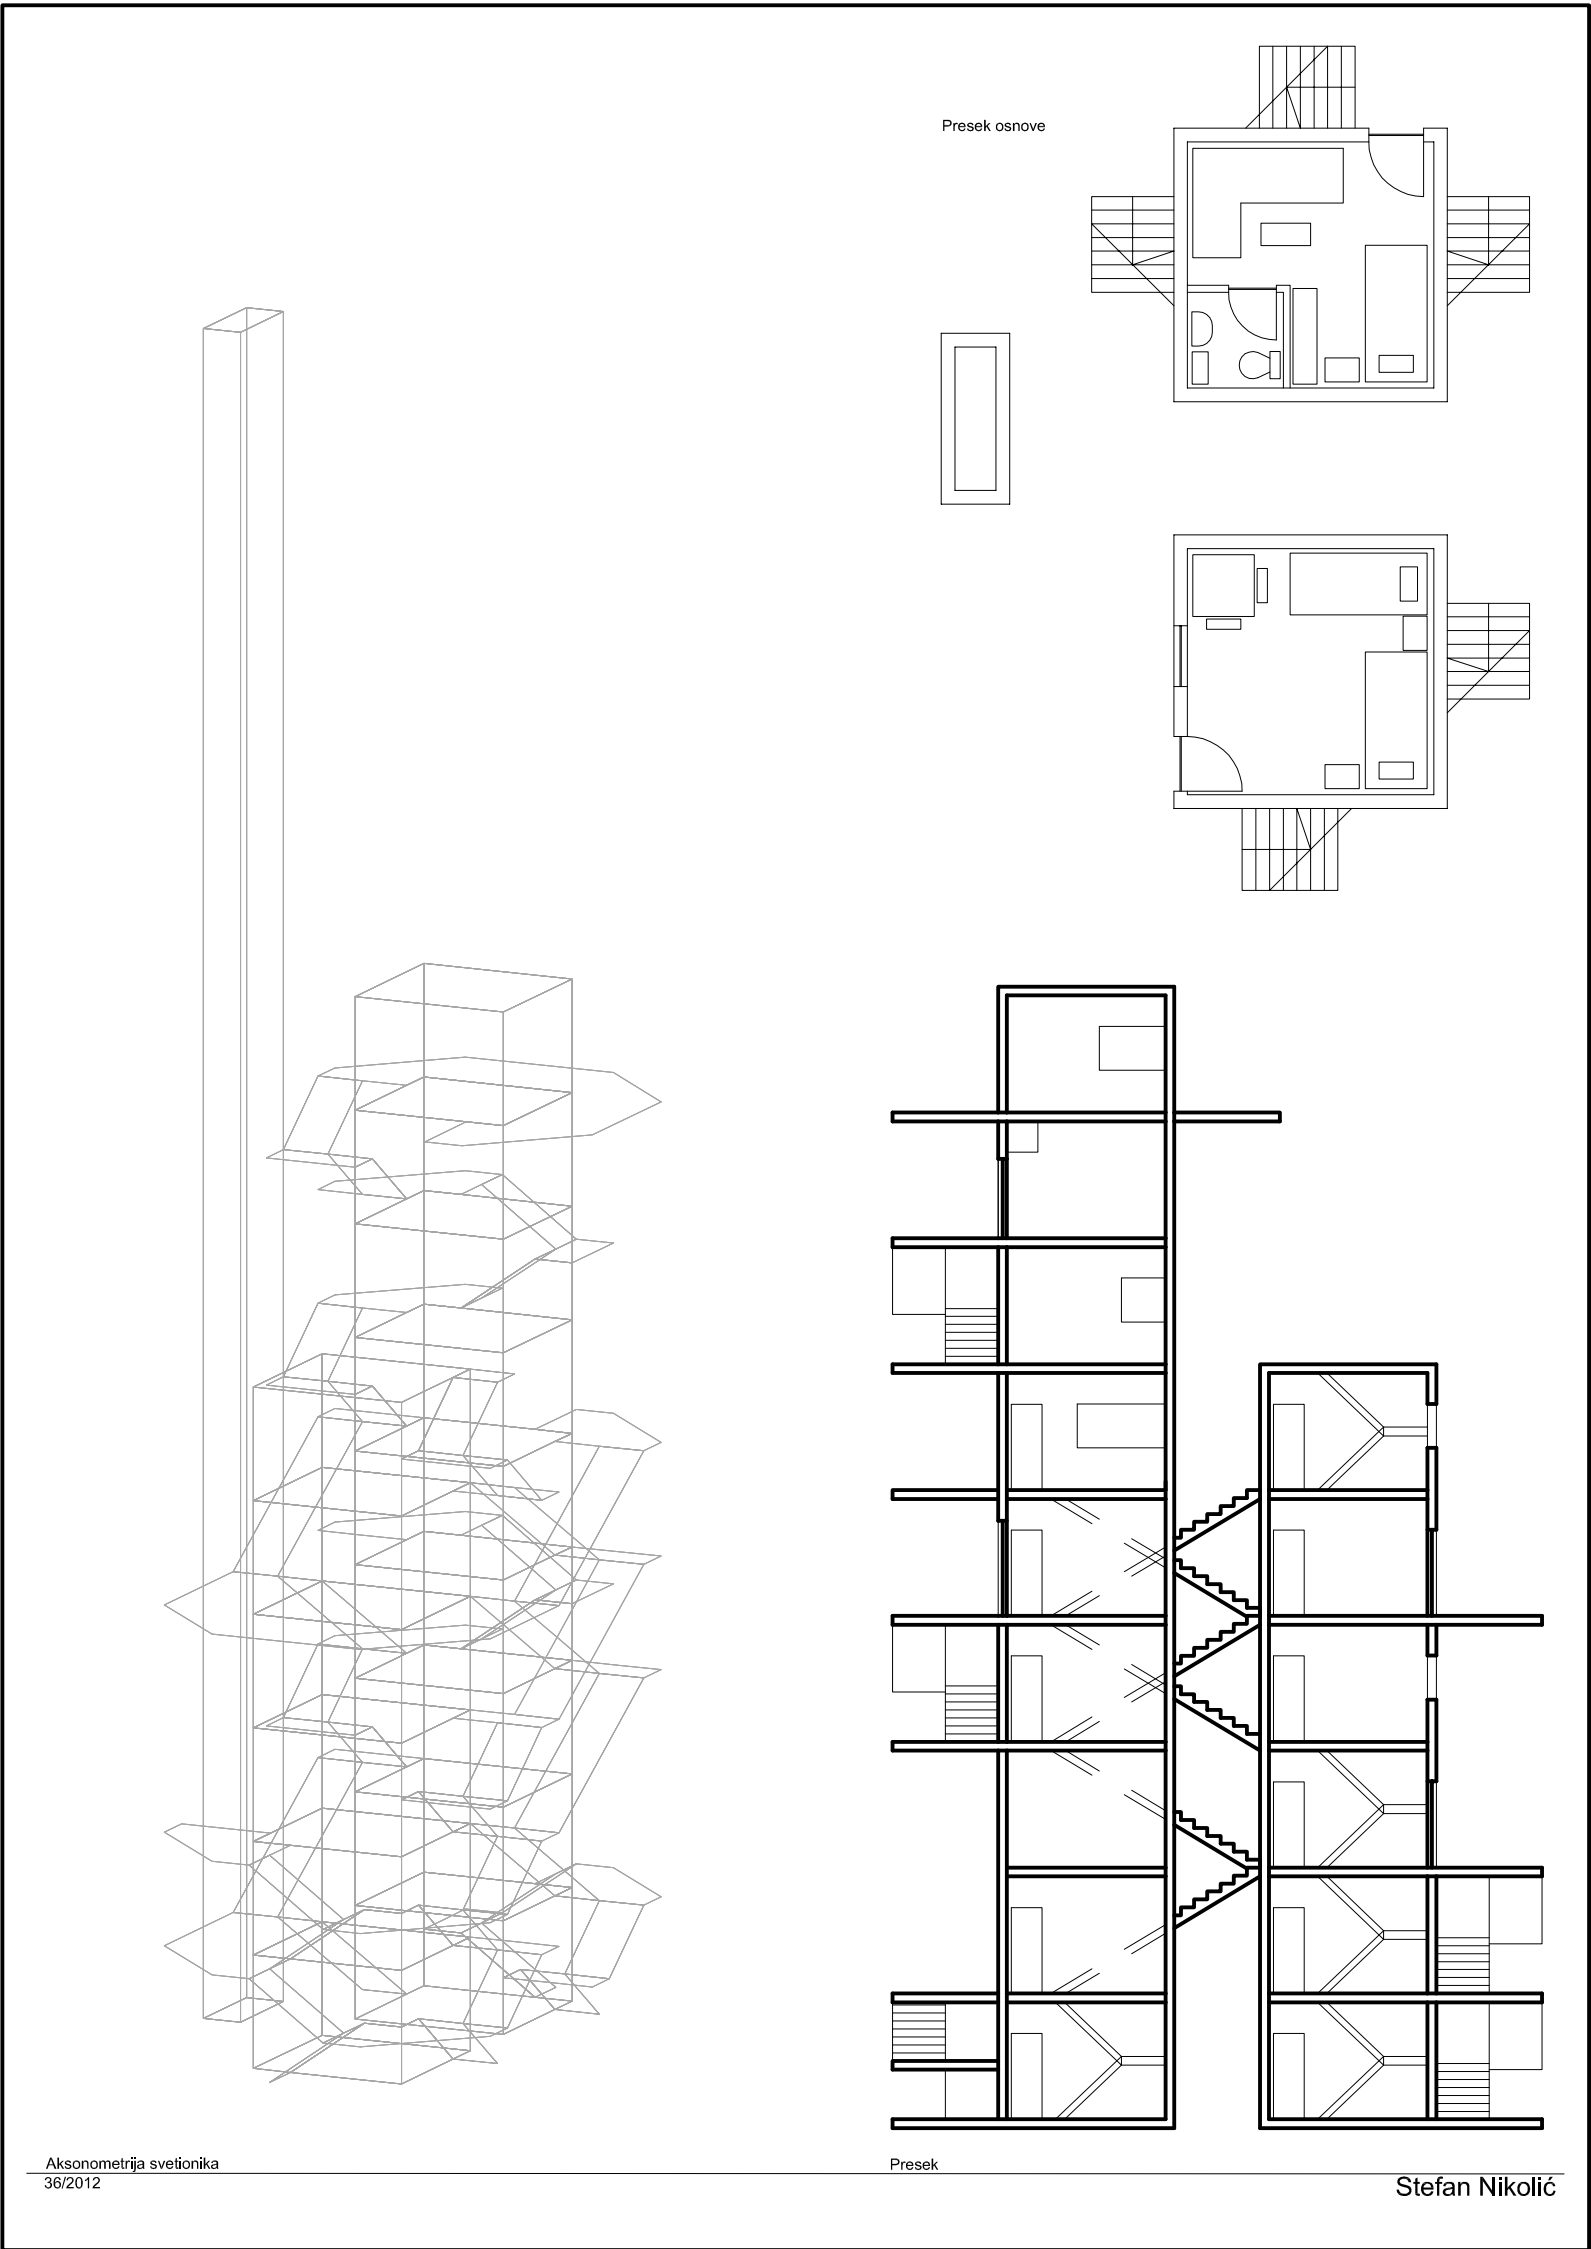 Presek osnove
Aksonometrija svetionika
Presek
36/2012
Stefan Nikolić